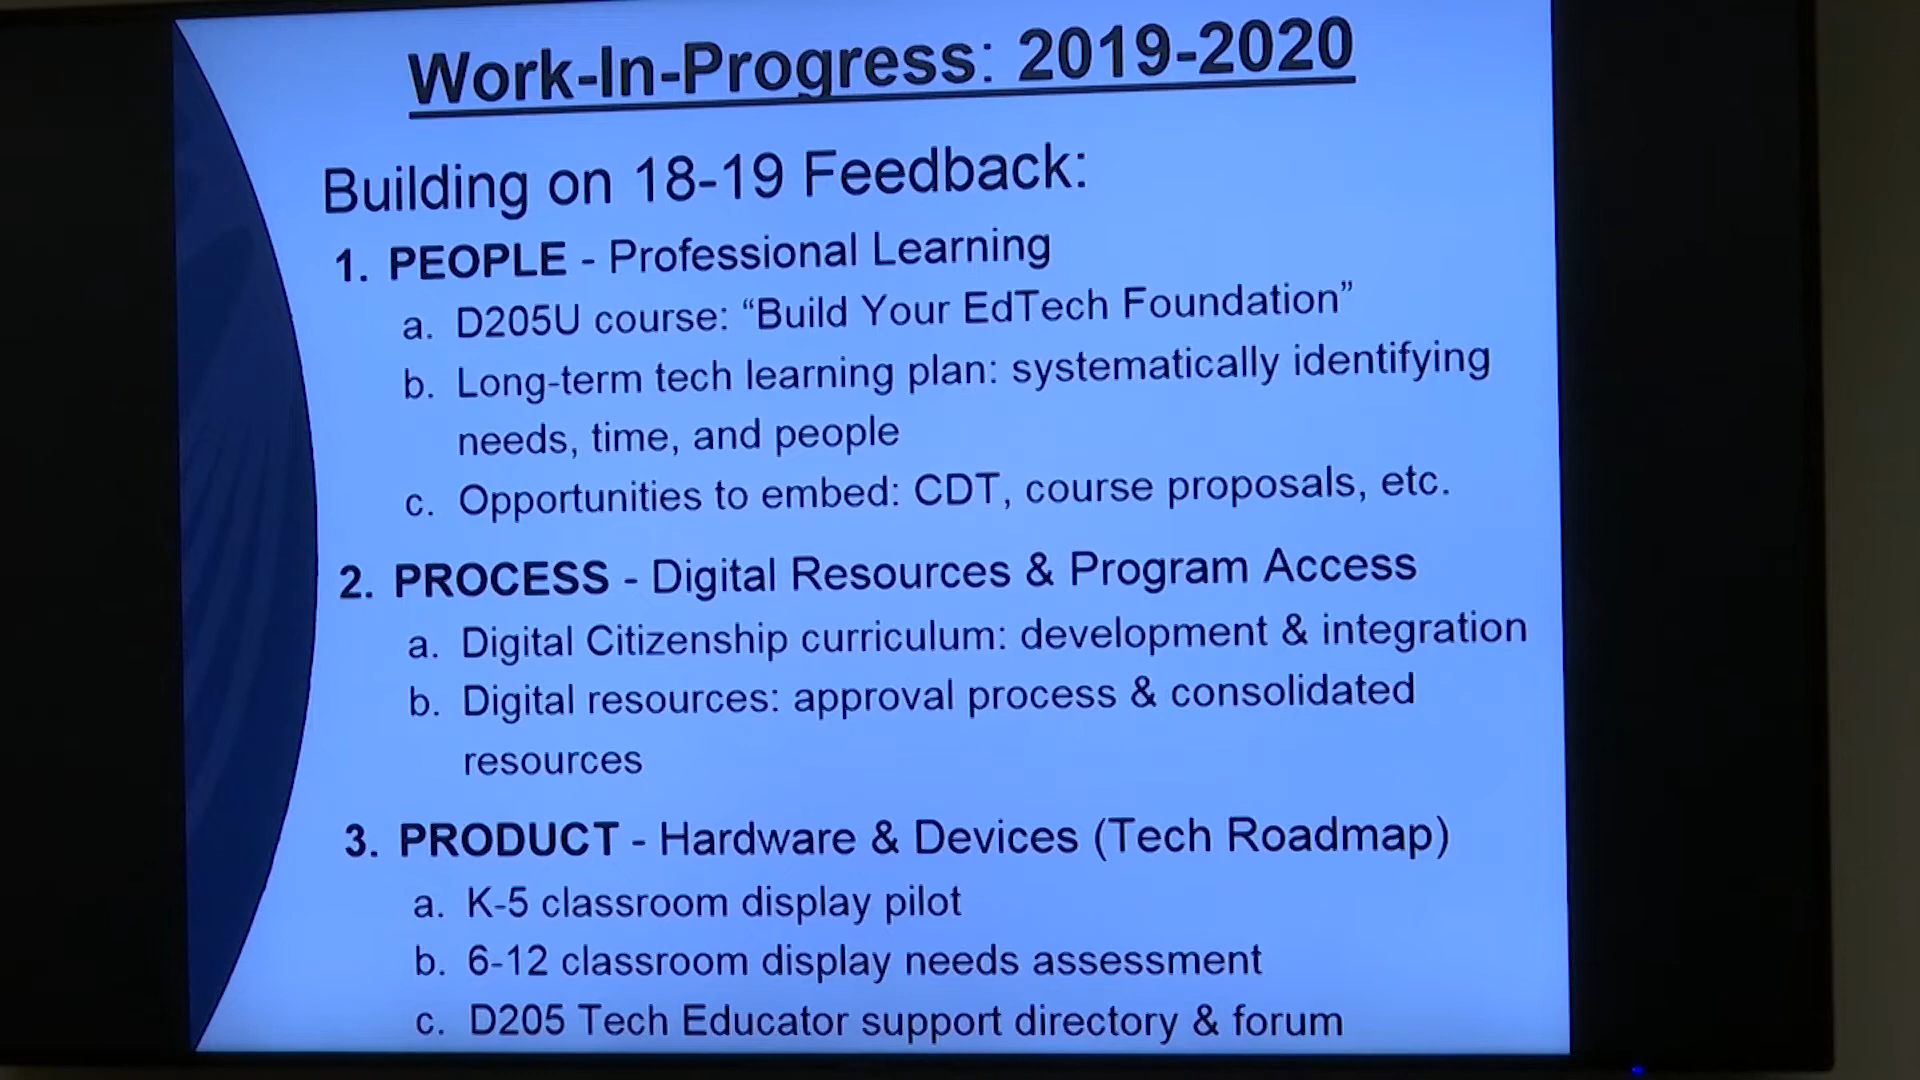 Work-In-Progress: 2019-2020
Building on 18-19 Feedback:
1. PEOPLE - Professional Learning
a. D205U course: “Build Your EdTech Foundation”
b. Long-term tech learning plan: systematically identifying
needs, time, and people
c. Opportunities to embed: CDT, course proposals, etc.
2. PROCESS - Digital Resources & Program Access
a. Digital Citizenship curriculum: development & integration
b. Digital resources: approval process & consolidated
resources
3. PRODUCT - Hardware & Devices (Tech Roadmap)
a. K-5 classroom display pilot
b. 6-12 classroom display needs assessment
c. D205 Tech Educator support directory & forum